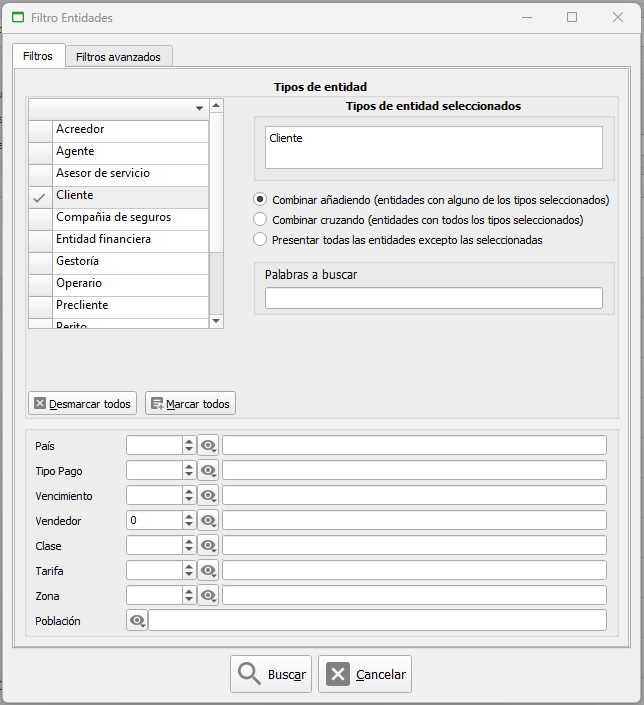 Filtro Entidades
Filtros
Filtros avanzados
Tipos de entidad
Acreedor
Agente
Asesor de servicio
Cliente
Compañia de seguros
Entidad financiera
Gestoría
Operario
Precliente
Perito
Tipos de entidad seleccionados
Cliente
Combinar añadiendo (entidades con alguno de los tipos seleccionados)
Combinar cruzando (entidades con todos los tipos seleccionados)
Presentar todas las entidades excepto las seleccionadas
Palabras a buscar
Desmarcar todos
Marcar todos
País
Tipo Pago
Vencimiento
Vendedor 0
Clase
Tarifa
Zona
Población
Buscar
Cancelar